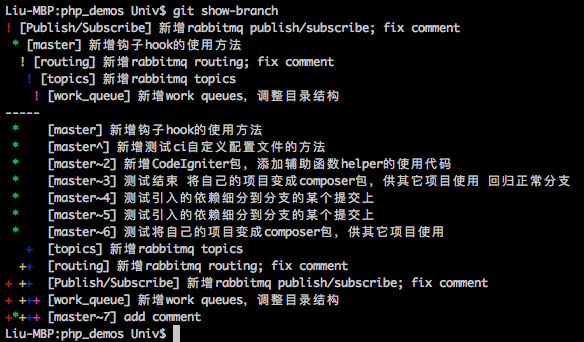 Liu-MBP:php_demos Univ$ git show-branch
! [Publish/Subscribe] 新增rabbitmq publish/subscribe; fix comment
 * [master] 新增钩子hook的使用方法
  ! [routing] 新增rabbitmq routing; fix comment
   ! [topics] 新增rabbitmq topics
    ! [work_queue] 新增work queues, 调整目录结构
-----
 *    [master] 新增钩子hook的使用方法
 *    [master^] 新增测试ci自定义配置文件的方法
 *    [master~2] 新增CodeIgniter包, 添加辅助函数helper的使用代码
 *    [master~3] 测试结束 将自己的项目变成composer包, 供其它项目使用 回归正常分支
 *    [master~4] 测试引入的依赖细分到分支的某个提交上
 *    [master~5] 测试引入的依赖细分到分支的某个提交上
 *    [master~6] 测试将自己的项目变成composer包, 供其它项目使用
   +  [topics] 新增rabbitmq topics
  ++  [routing] 新增rabbitmq routing; fix comment
+ ++  [Publish/Subscribe] 新增rabbitmq publish/subscribe; fix comment
+ +++ [work_queue] 新增work queues, 调整目录结构
+*+++ [master~7] add comment
Liu-MBP:php_demos Univ$